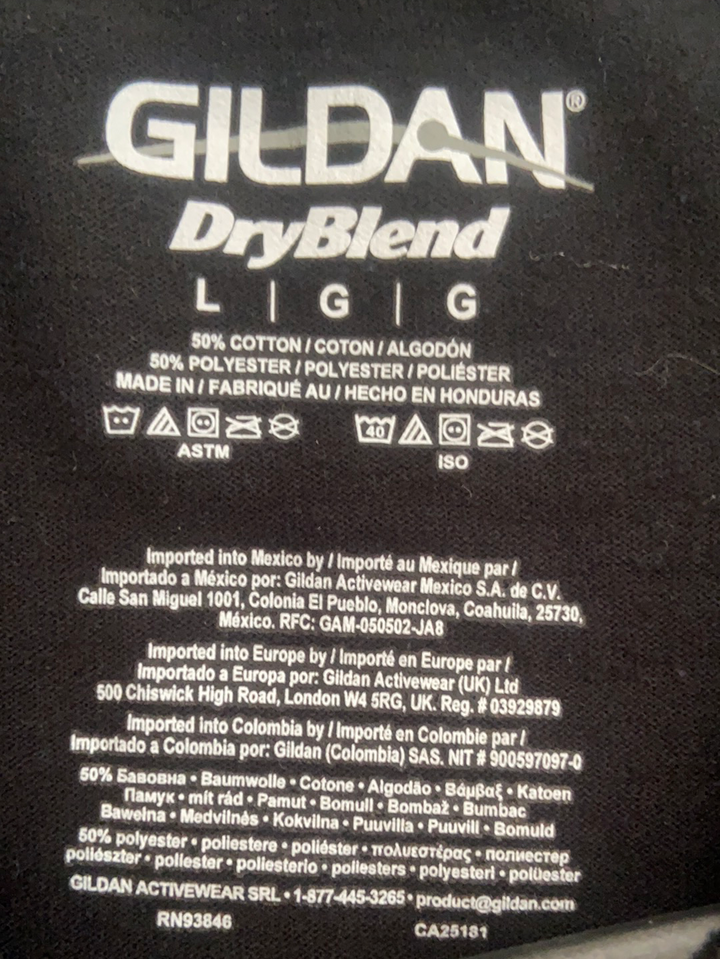 GILDAN®
DryBlend
L | G | G
50% COTTON / COTON / ALGODÓN
50% POLYESTER / POLYESTER / POLIÉSTER
MADE IN / FABRIQUÉ AU / HECHO EN HONDURAS
40
ASTM
ISO
Imported into Mexico by / Importé au Mexique par /
Importado a México por: Gildan Activewear Mexico S.A. de C.V.
Calle San Miguel 1001, Colonia El Pueblo, Monclova, Coahuila, 25730,
México. RFC: GAM-050502-JA8
Imported into Europe by / Importé en Europe par /
Importado a Europa por: Gildan Activewear (UK) Ltd
500 Chiswick High Road, London W4 5RG, UK. Reg. # 03929879
Imported into Colombia by / Importé en Colombie par /
Importado a Colombia por: Gildan (Colombia) SAS. NIT # 900597097-0
50% Бавовна • Baumwolle • Cotone • Algodão • Βάμβαξ • Katoen
Памук • mit rád • Pamut • Bomull • Bombaž • Bumbac
Bawełna • Medvilnės • Kokvilna • Puuvilla • Puuvill • Bomuld
50% polyester • poliestere • poliéster • πολυεστέρας • полиестер
poliészter • poliester • poliesterio • poliesters • polyesteri • polüester
GILDAN ACTIVEWEAR SRL • 1-877-445-3265 • product@gildan.com
RN93846
CA25181